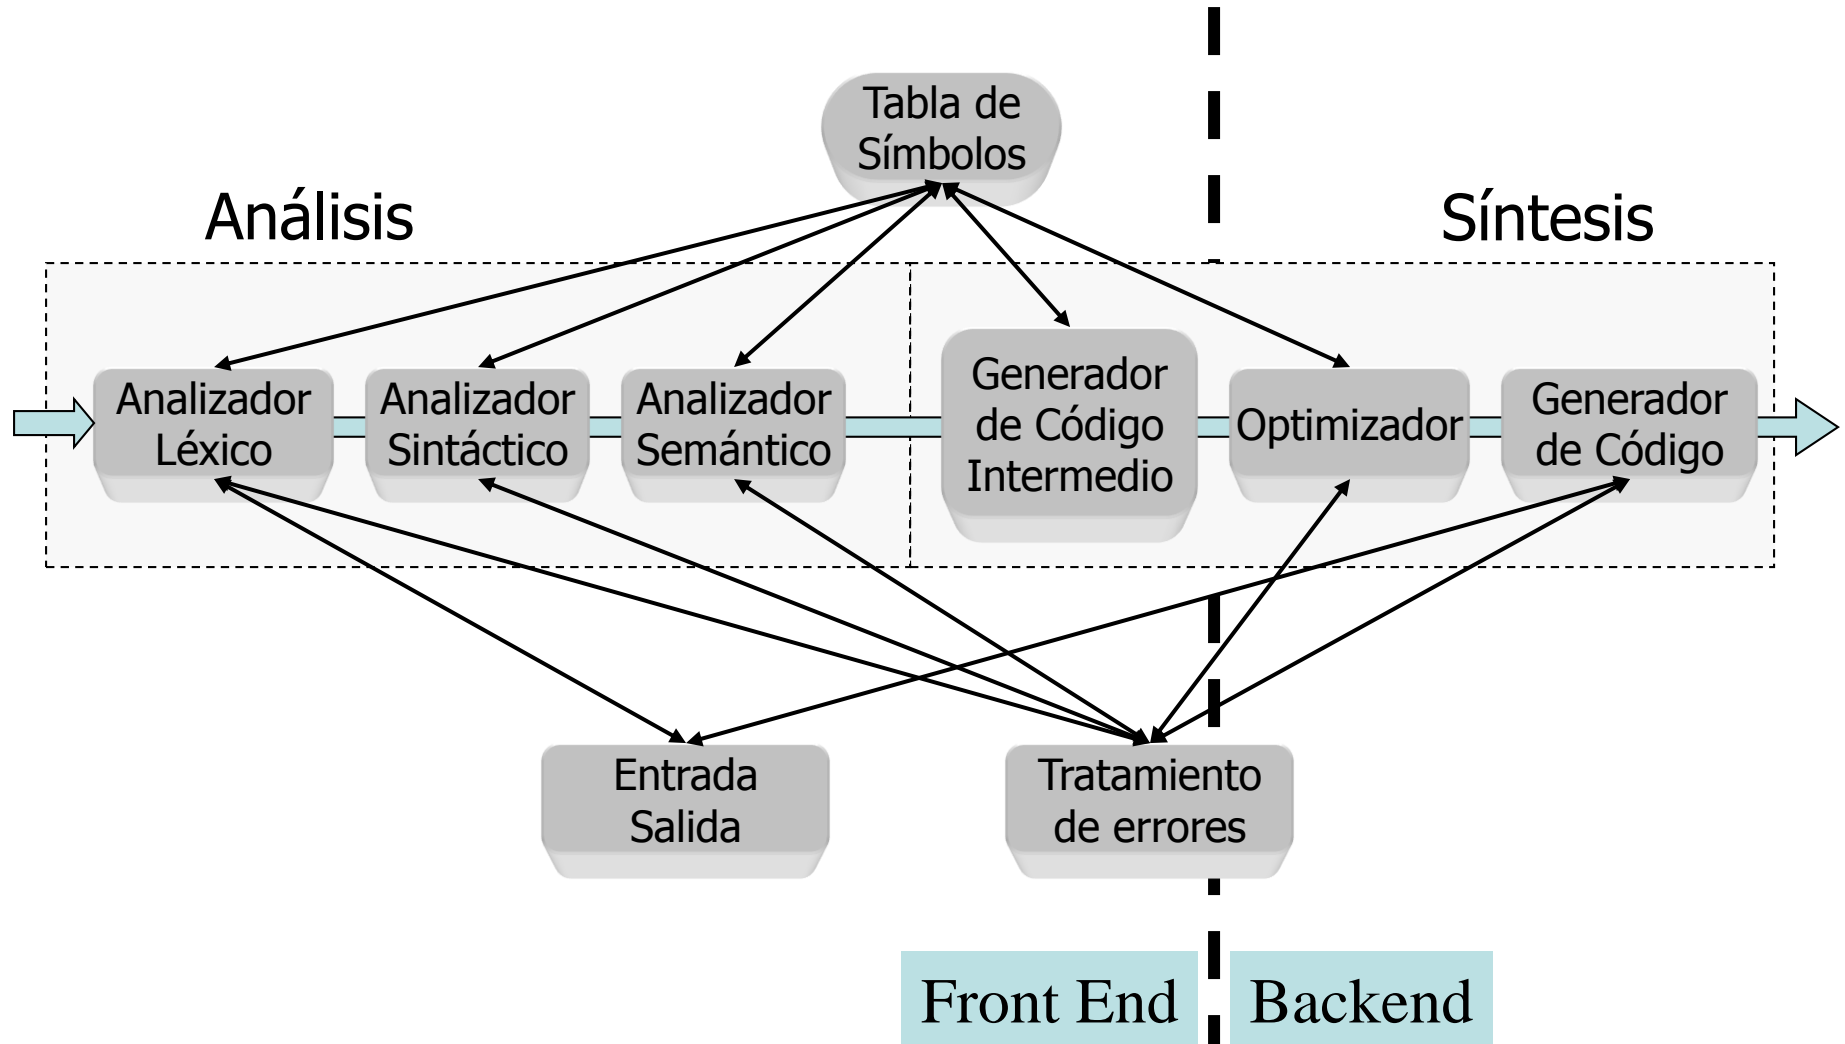 Tabla de
Símbolos
Análisis
Síntesis
Analizador
Léxico
Analizador
Sintáctico
Analizador
Semántico
Generador
de Código
Intermedio
Optimizador
Generador
de Código
Entrada
Salida
Tratamiento
de errores
Front End
Backend